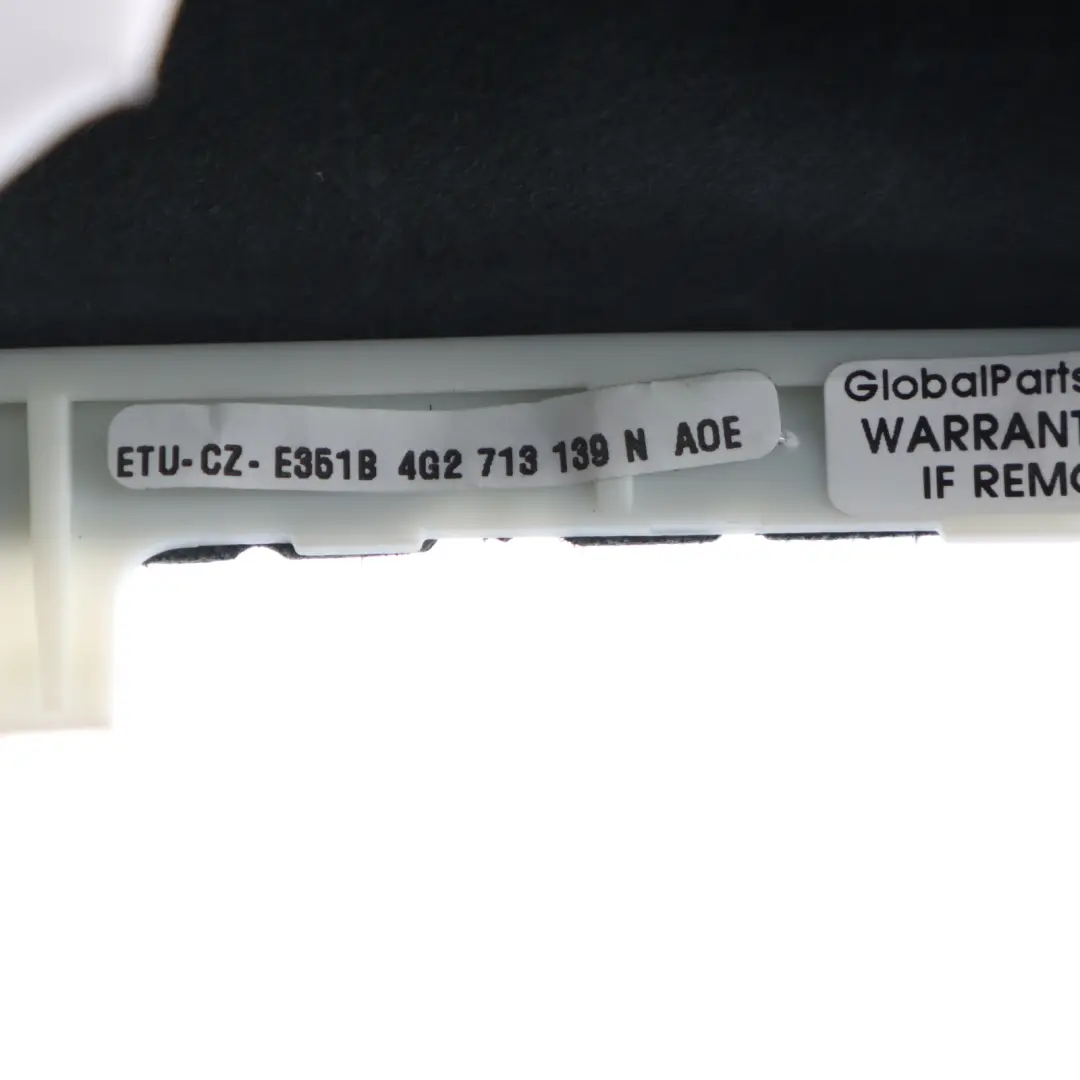 ETU-CZ- E351B 4G2 713 139 N AOE
GlobalParts
WARRANT
IF REMO